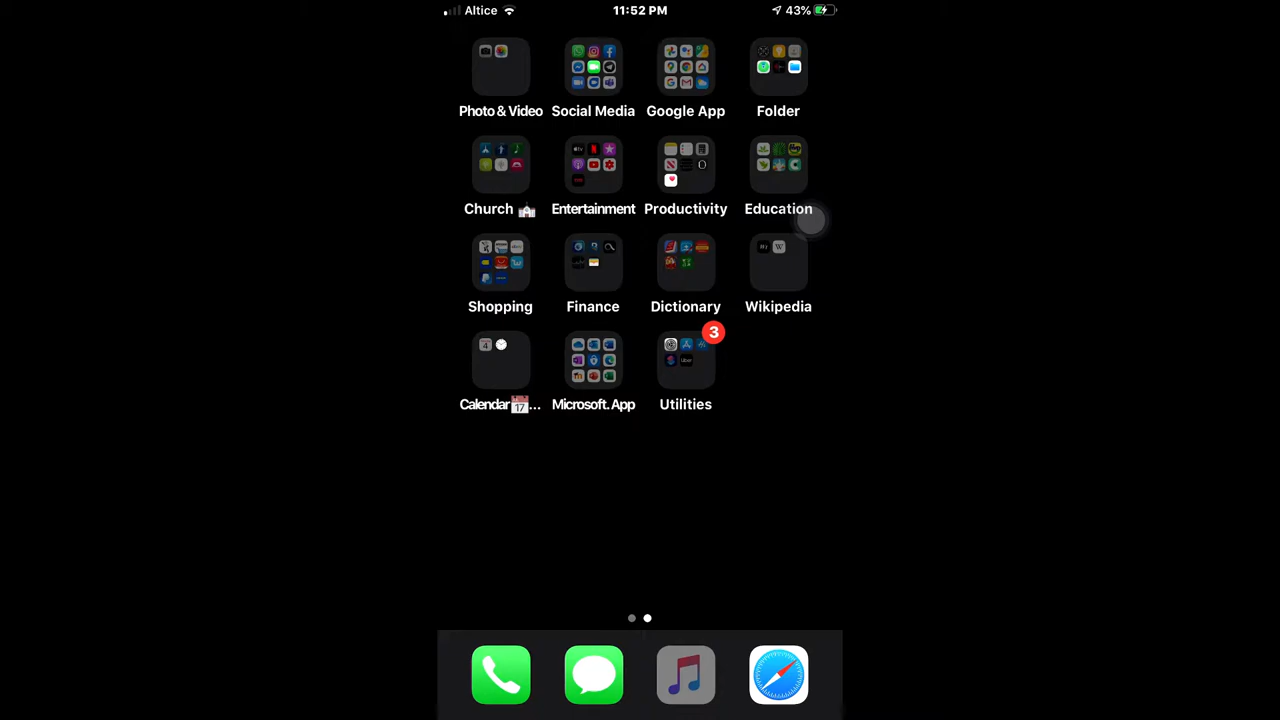 Altice 11:52 PM 43%
Photo & Video Social Media Google App Folder
Church Entertainment Productivity Education
Shopping Finance Dictionary Wikipedia
3
Calendar 17... Microsoft.App Utilities